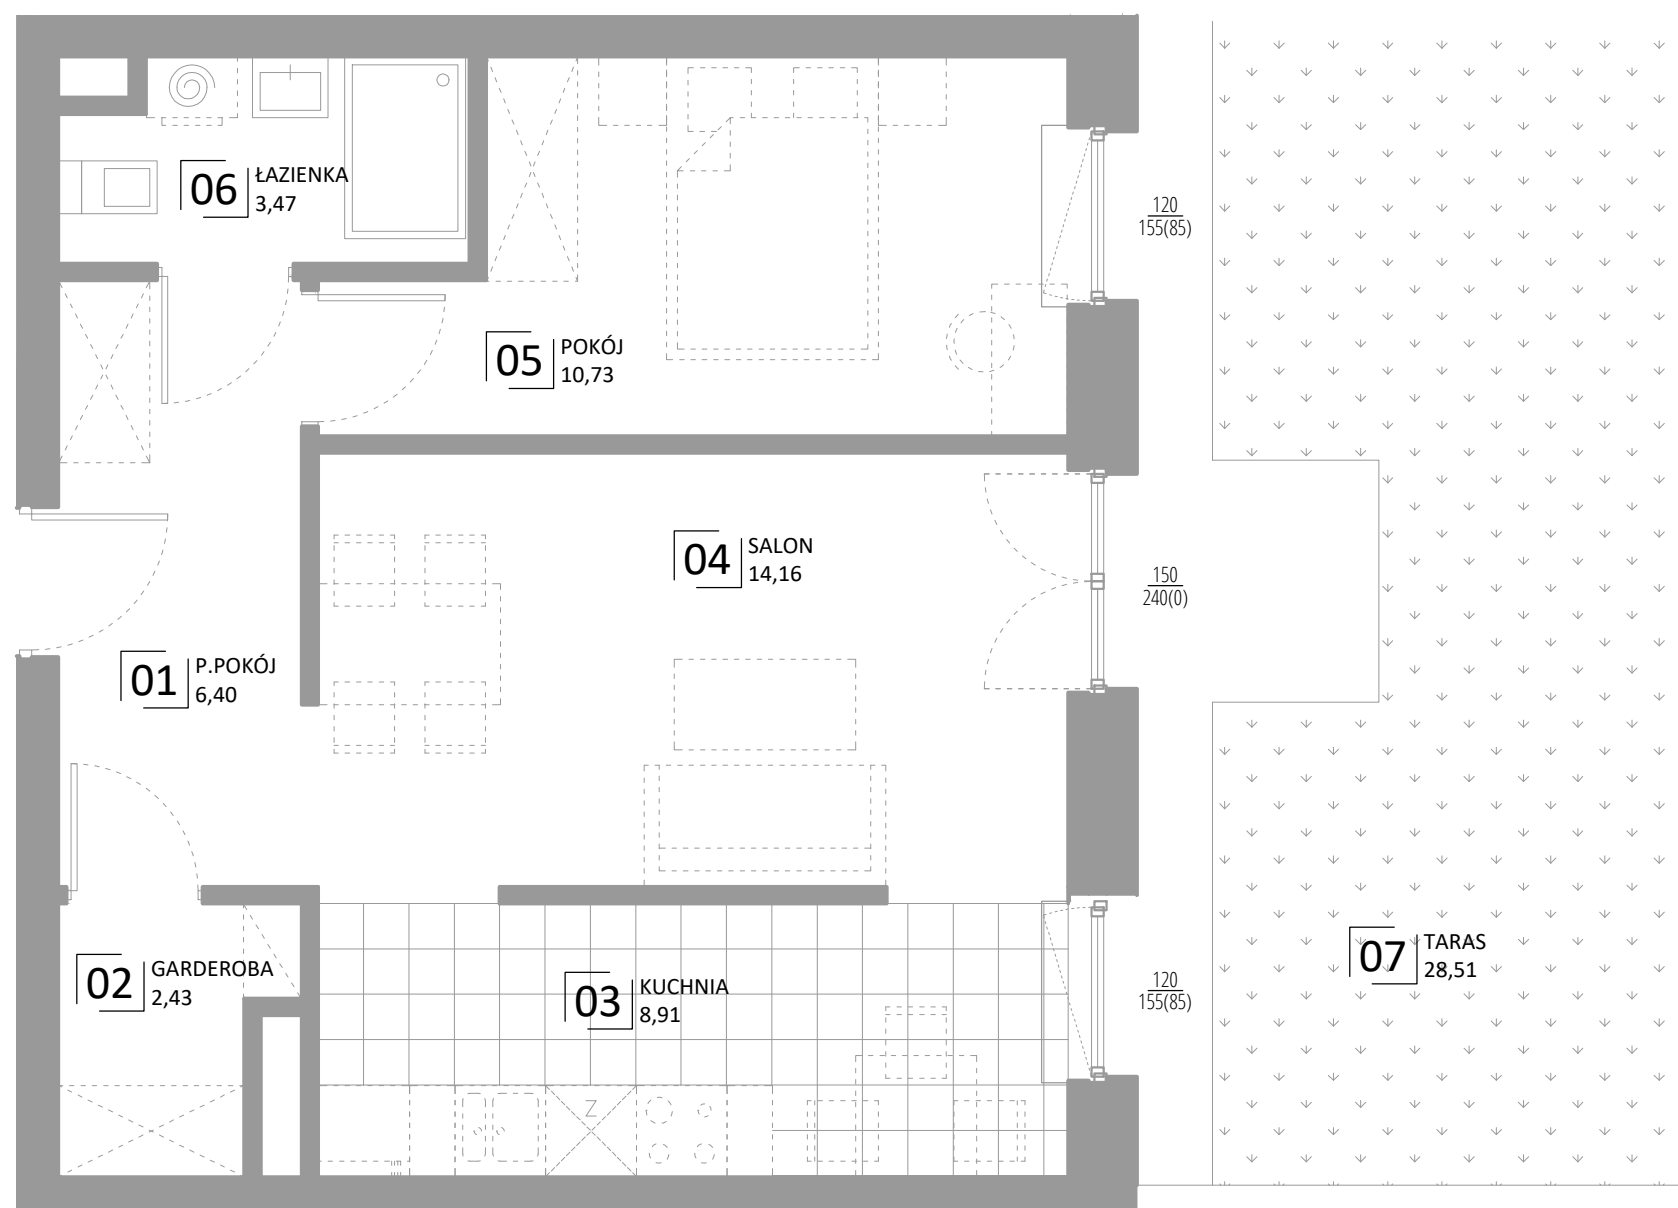 06 ŁAZIENKA
3,47
120
155(85)
05 POKÓJ
10,73
04 SALON
14,16
150
240(0)
01 P.POKÓJ
6,40
02 GARDEROBA
2,43
03 KUCHNIA
8,91
07 TARAS
28,51
120
155(85)
Z